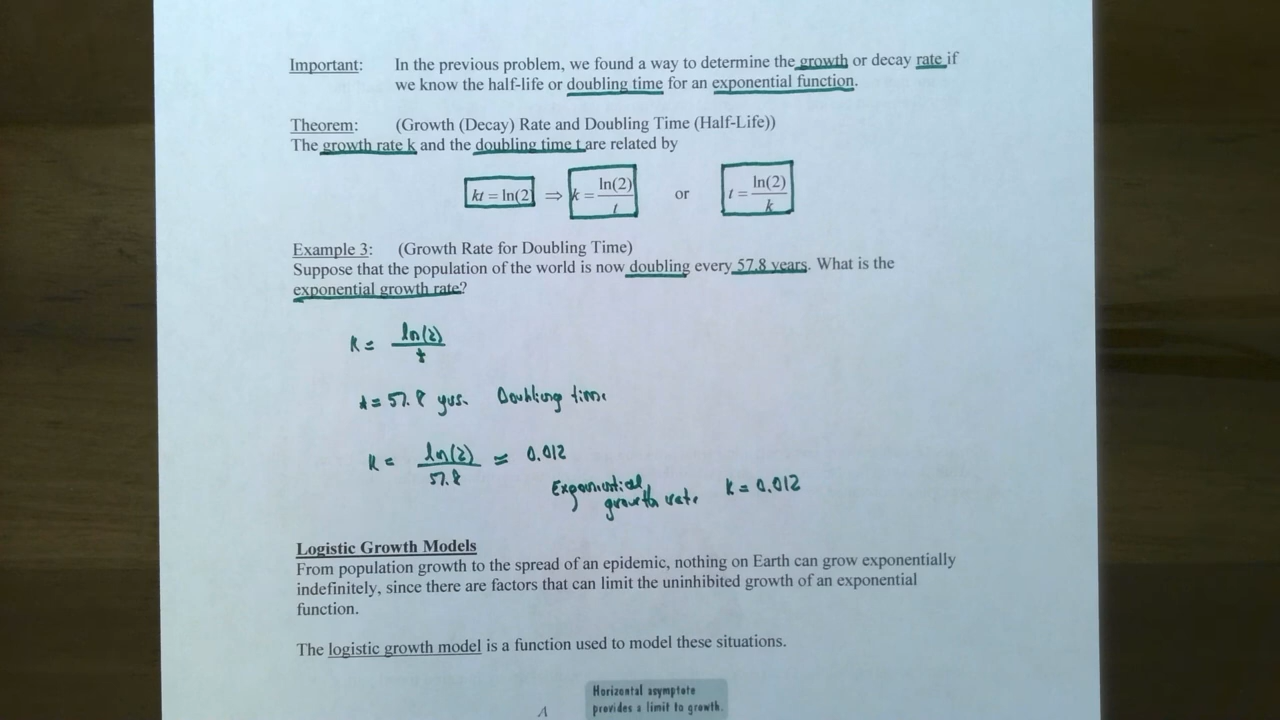 Important: In the previous problem, we found a way to determine the growth or decay rate if
we know the half-life or doubling time for an exponential function.
Theorem: (Growth (Decay) Rate and Doubling Time (Half-Life))
The growth rate k and the doubling time t are related by
kt = ln(2) ⇒ k = ln(2)/t or t = ln(2)/k
Example 3: (Growth Rate for Doubling Time)
Suppose that the population of the world is now doubling every 57.8 years. What is the
exponential growth rate?
k = ln(2)/t
t = 57.8 yrs. Doubling time
k = ln(2)/57.8 ≈ 0.012
Exponential growth rate k = 0.012
Logistic Growth Models
From population growth to the spread of an epidemic, nothing on Earth can grow exponentially
indefinitely, since there are factors that can limit the uninhibited growth of an exponential
function.
The logistic growth model is a function used to model these situations.
Horizontal asymptote
provides a limit to growth.